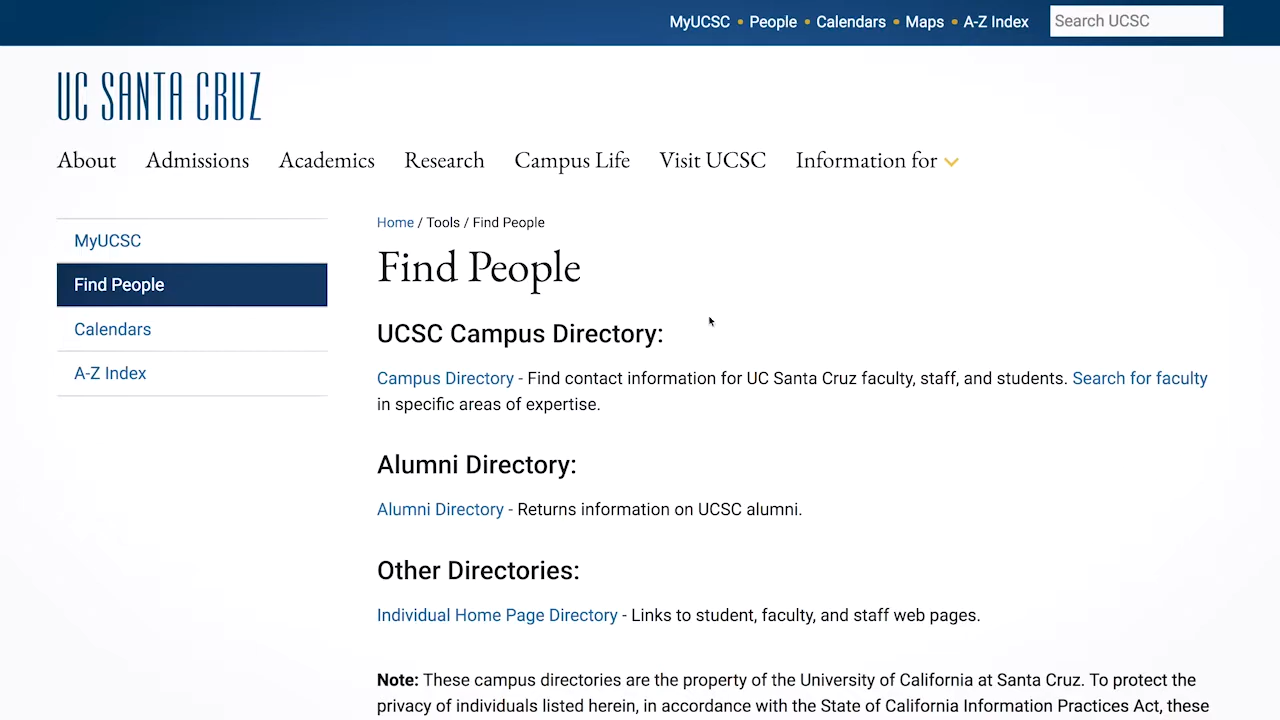 MyUCSC • People • Calendars • Maps • A-Z Index
Search UCSC
UC SANTA CRUZ
About Admissions Academics Research Campus Life Visit UCSC Information for
MyUCSC
Find People
Calendars
A-Z Index
Home / Tools / Find People
Find People
UCSC Campus Directory:
Campus Directory - Find contact information for UC Santa Cruz faculty, staff, and students. Search for faculty
in specific areas of expertise.
Alumni Directory:
Alumni Directory - Returns information on UCSC alumni.
Other Directories:
Individual Home Page Directory - Links to student, faculty, and staff web pages.
Note: These campus directories are the property of the University of California at Santa Cruz. To protect the
privacy of individuals listed herein, in accordance with the State of California Information Practices Act, these